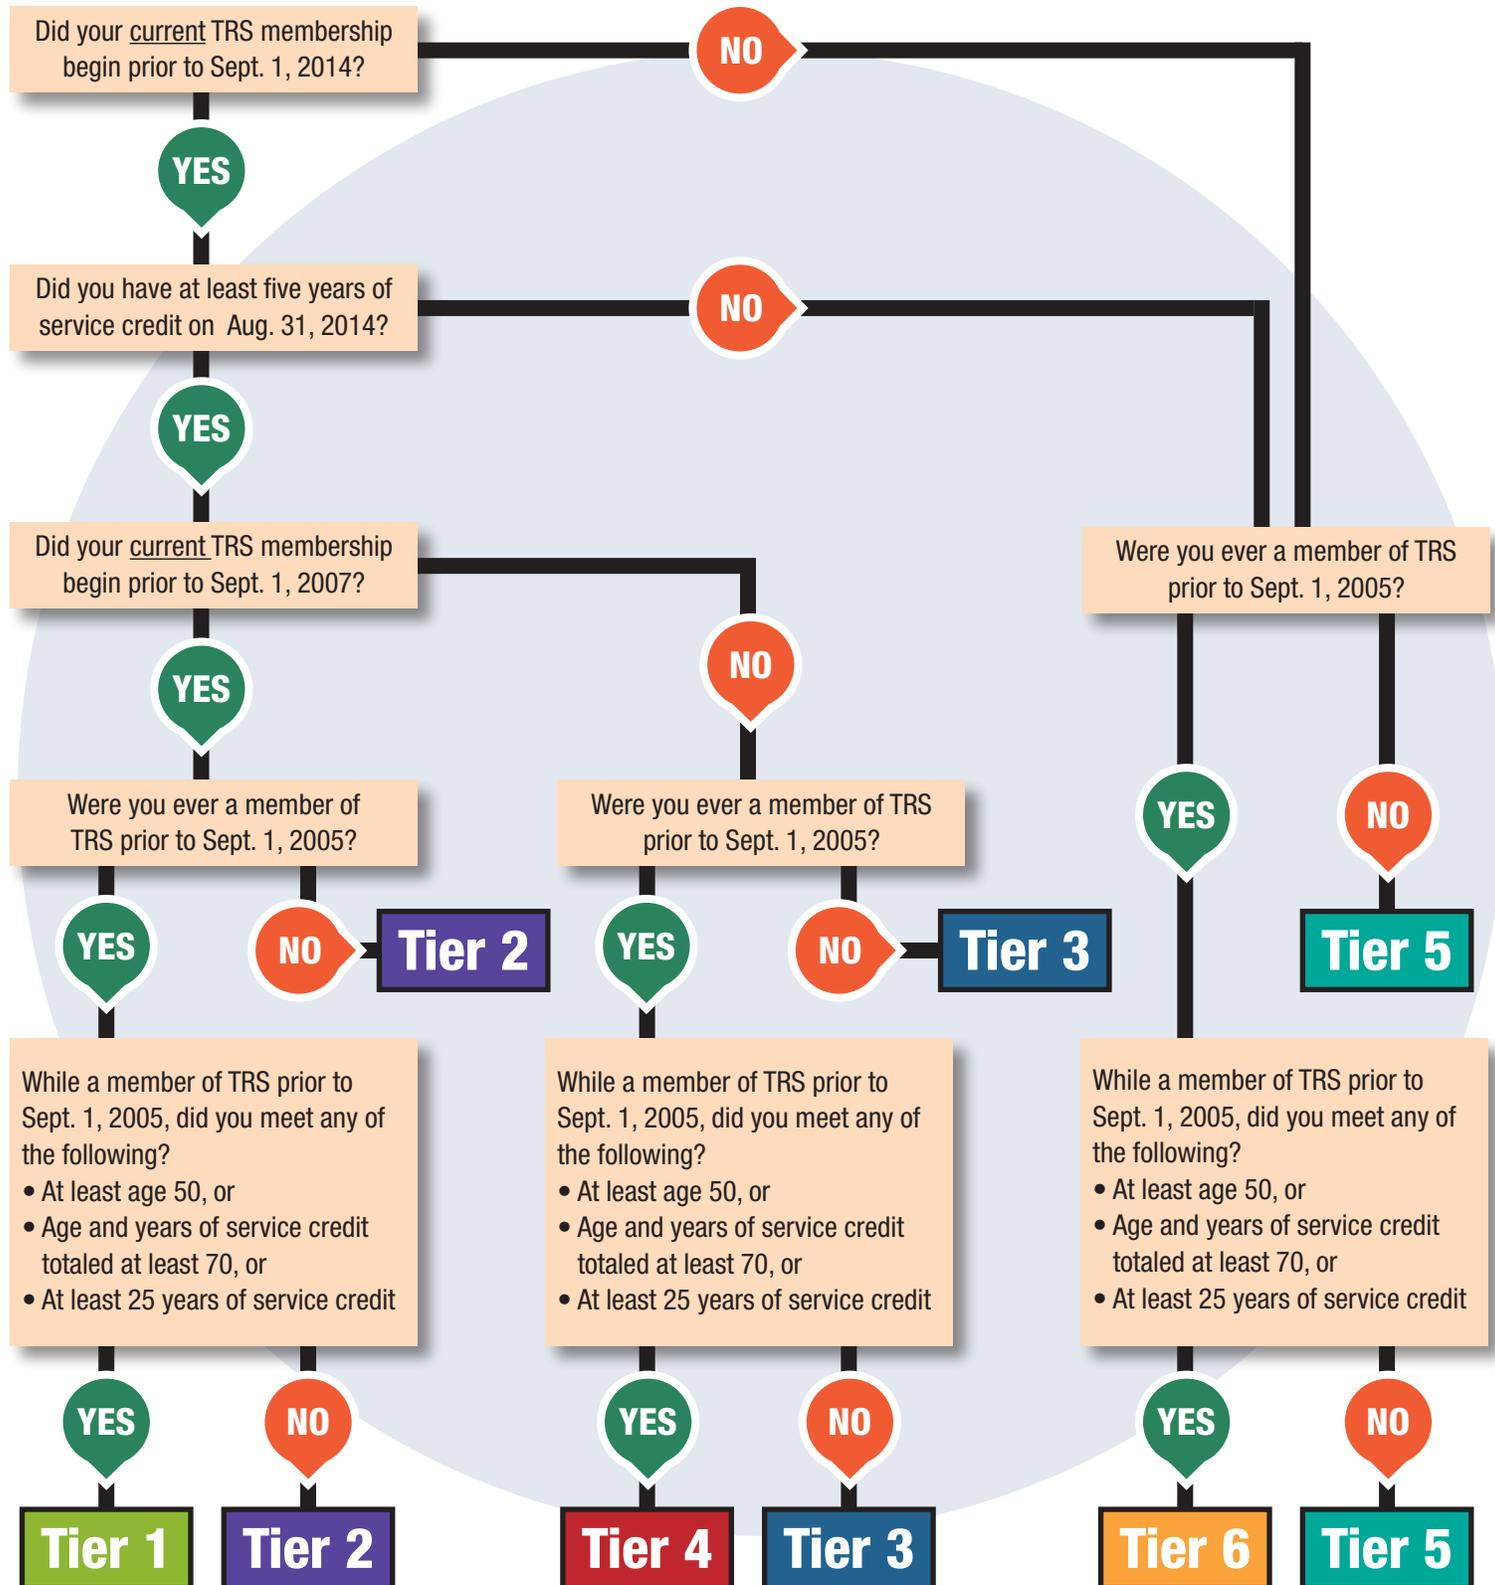 Did your current TRS membership
begin prior to Sept. 1, 2014?
NO
YES
Did you have at least five years of
service credit on Aug. 31, 2014?
NO
YES
Did your current TRS membership
begin prior to Sept. 1, 2007?
Were you ever a member of TRS
prior to Sept. 1, 2005?
YES
NO
Were you ever a member of
TRS prior to Sept. 1, 2005?
Were you ever a member of TRS
prior to Sept. 1, 2005?
YES
NO
YES
NO
Tier 2
YES
NO
Tier 3
Tier 5
While a member of TRS prior to
Sept. 1, 2005, did you meet any of
the following?
• At least age 50, or
• Age and years of service credit
totaled at least 70, or
• At least 25 years of service credit
While a member of TRS prior to
Sept. 1, 2005, did you meet any of
the following?
• At least age 50, or
• Age and years of service credit
totaled at least 70, or
• At least 25 years of service credit
While a member of TRS prior to
Sept. 1, 2005, did you meet any of
the following?
• At least age 50, or
• Age and years of service credit
totaled at least 70, or
• At least 25 years of service credit
YES
NO
YES
NO
YES
NO
Tier 1
Tier 2
Tier 4
Tier 3
Tier 6
Tier 5